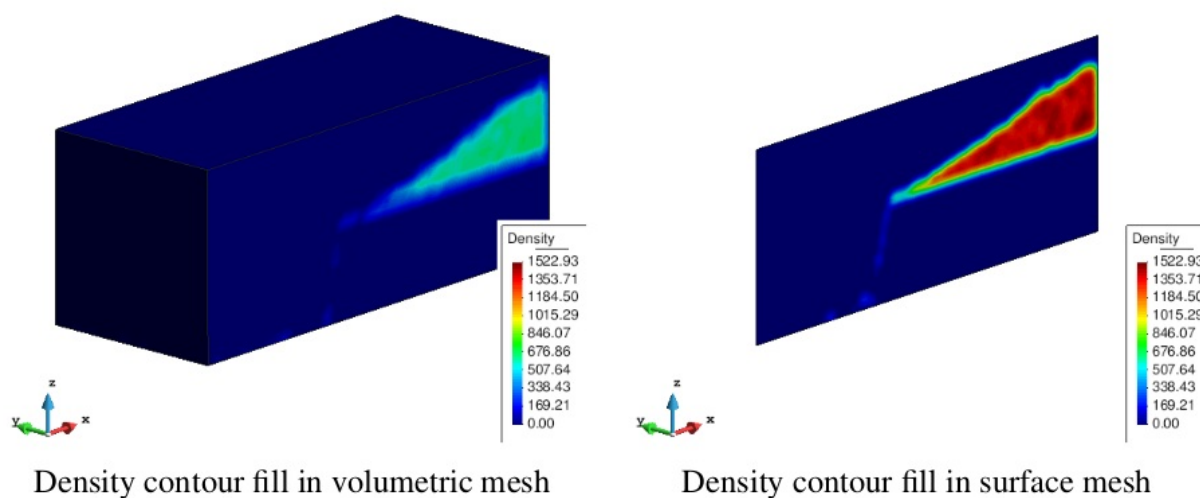 Density
1522.93
1353.71
1184.50
1015.29
846.07
676.86
507.64
338.43
169.21
0.00
z
y
x
Density contour fill in volumetric mesh
Density
1522.93
1353.71
1184.50
1015.29
846.07
676.86
507.64
338.43
169.21
0.00
z
y
x
Density contour fill in surface mesh